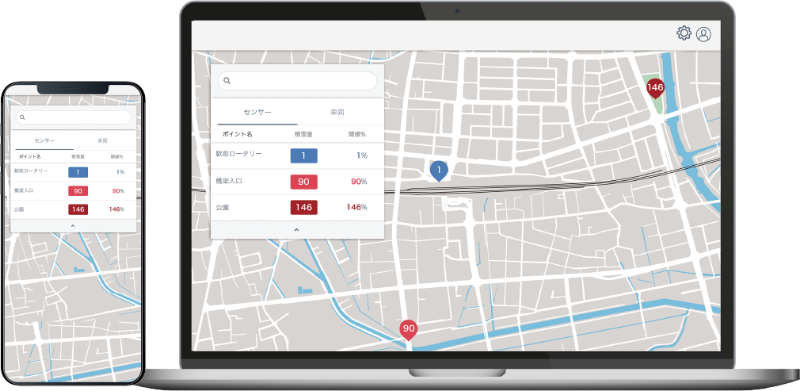 センサー
車両
ポイント名 積雪量 閾値%
駅前ロータリー 1 1%
橋梁入口 90 90%
公園 146 146%
センサー 車両
ポイント名 積雪量 閾値%
駅前ロータリー 1 1%
橋梁入口 90 90%
公園 146 146%
146
1
90